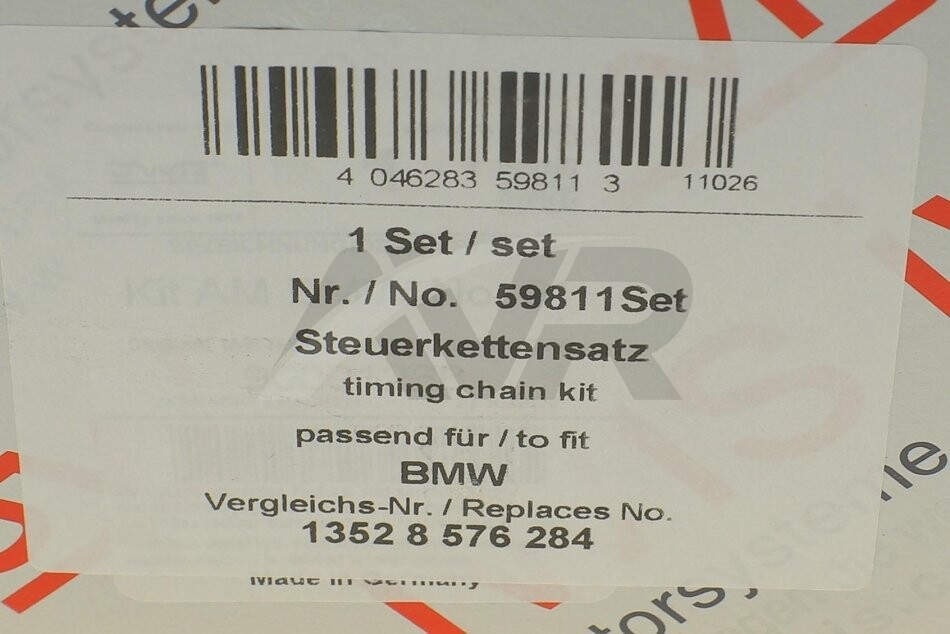 4 046283 59811 3 11026
1 Set / set
Nr. / No. 59811Set
Steuerkettensatz
timing chain kit
passend für / to fit
BMW
Vergleichs-Nr. / Replaces No.
1352 8 576 284
Made in Germany
AVR